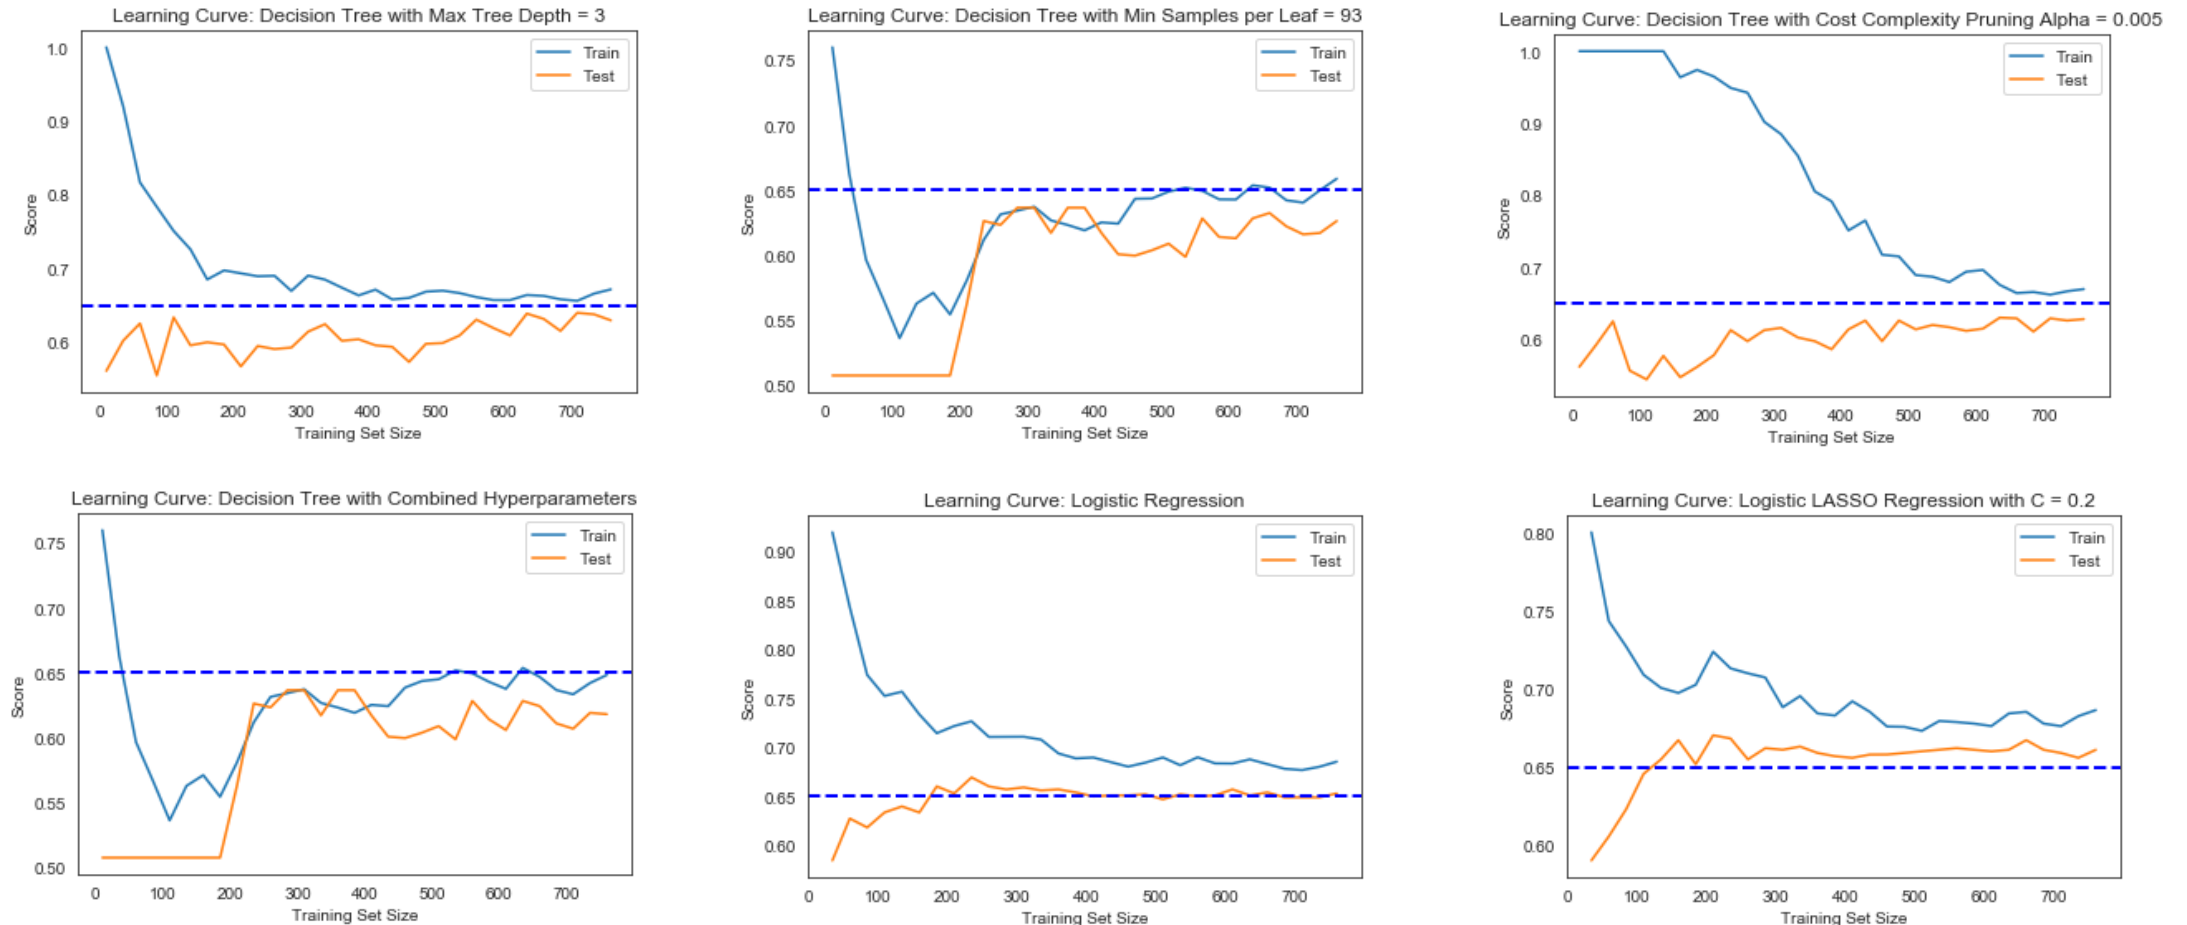 Learning Curve: Decision Tree with Max Tree Depth = 3
1.0
0.9
0.8
0.7
0.6
Score
0 100 200 300 400 500 600 700
Training Set Size
Train
Test
Learning Curve: Decision Tree with Min Samples per Leaf = 93
0.75
0.70
0.65
0.60
0.55
0.50
Score
0 100 200 300 400 500 600 700
Training Set Size
Train
Test
Learning Curve: Decision Tree with Cost Complexity Pruning Alpha = 0.005
1.0
0.9
0.8
0.7
0.6
Score
0 100 200 300 400 500 600 700
Training Set Size
Train
Test
Learning Curve: Decision Tree with Combined Hyperparameters
0.75
0.70
0.65
0.60
0.55
0.50
Score
0 100 200 300 400 500 600 700
Training Set Size
Train
Test
Learning Curve: Logistic Regression
0.90
0.85
0.80
0.75
0.70
0.65
0.60
Score
0 100 200 300 400 500 600 700
Training Set Size
Train
Test
Learning Curve: Logistic LASSO Regression with C = 0.2
0.80
0.75
0.70
0.65
0.60
Score
0 100 200 300 400 500 600 700
Training Set Size
Train
Test